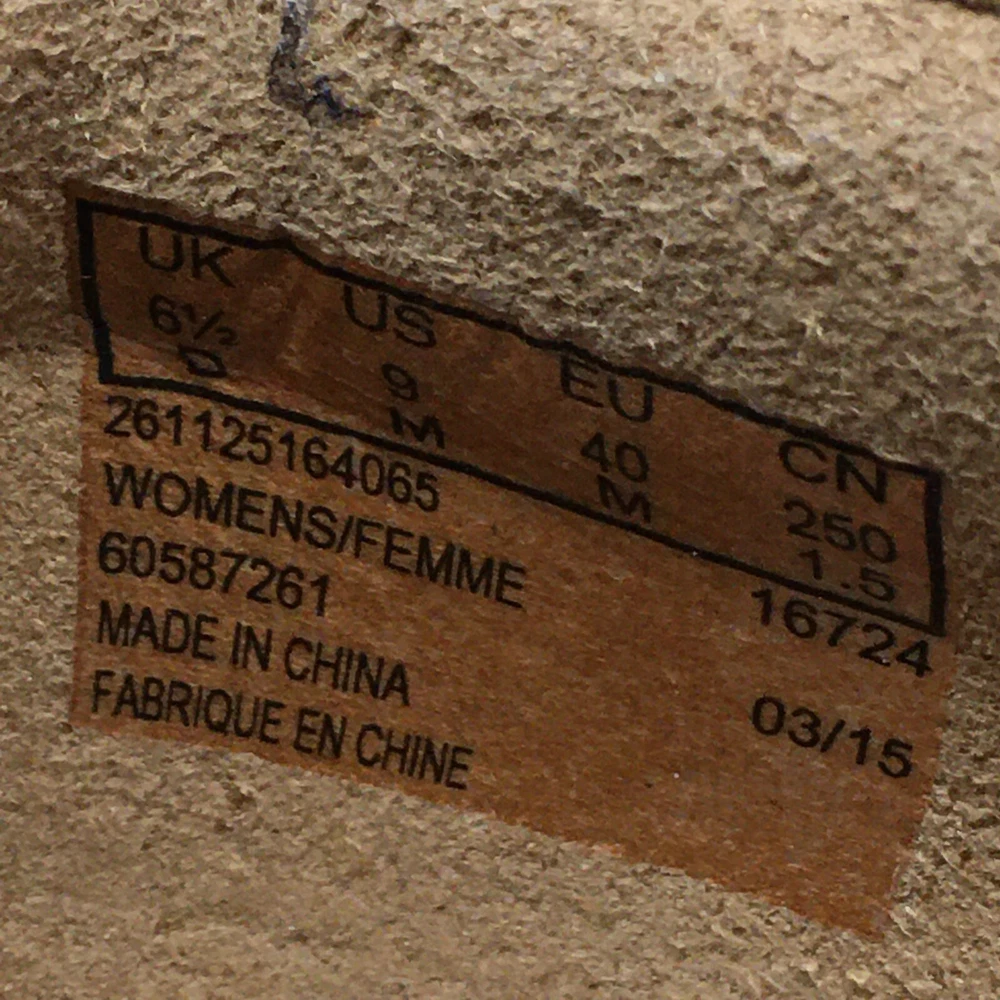 UK US EU CN
6½ 9 40 250
D M M 1.5
261125164065 16724
WOMENS/FEMME
60587261 03/15
MADE IN CHINA
FABRIQUE EN CHINE